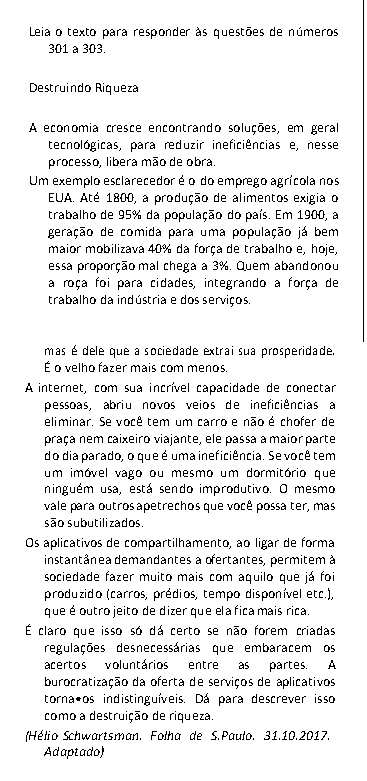 Leia o texto para responder às questões de números
301 a 303.
Destruindo Riqueza
A economia cresce encontrando soluções, em geral
tecnológicas, para reduzir ineficiências e, nesse
processo, libera mão de obra.
Um exemplo esclarecedor é o do emprego agrícola nos
EUA. Até 1800, a produção de alimentos exigia o
trabalho de 95% da população do país. Em 1900, a
geração de comida para uma população já bem
maior mobilizava 40% da força de trabalho e, hoje,
essa proporção mal chega a 3%. Quem abandonou
a roça foi para cidades, integrando a força de
trabalho da indústria e dos serviços.
mas é dele que a sociedade extrai sua prosperidade.
É o velho fazer mais com menos.
A internet, com sua incrível capacidade de conectar
pessoas, abriu novos veios de ineficiências a
eliminar. Se você tem um carro e não é chofer de
praça nem caixeiro viajante, ele passa a maior parte
do dia parado, o que é uma ineficiência. Se você tem
um imóvel vago ou mesmo um dormitório que
ninguém usa, está sendo improdutivo. O mesmo
vale para outros apetrechos que você possa ter, mas
são subutilizados.
Os aplicativos de compartilhamento, ao ligar de forma
instantânea demandantes a ofertantes, permitem à
sociedade fazer muito mais com aquilo que já foi
produzido (carros, prédios, tempo disponível etc.),
que é outro jeito de dizer que ela fica mais rica.
É claro que isso só dá certo se não forem criadas
regulações desnecessárias que embaracem os
acertos voluntários entre as partes. A
burocratização da oferta de serviços de aplicativos
torna•os indistinguíveis. Dá para descrever isso
como a destruição de riqueza.
(Hélio Schwartsman. Folha de S.Paulo. 31.10.2017.
Adaptado)